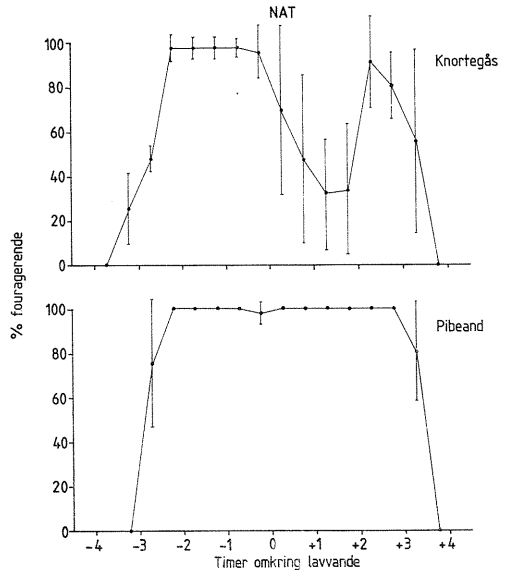 NAT
Knortegås
100
80
60
40
20
0
% fouragerende
Pibeand
100
80
60
40
20
0
-4 -3 -2 -1 0 +1 +2 +3 +4
Timer omkring lavvande